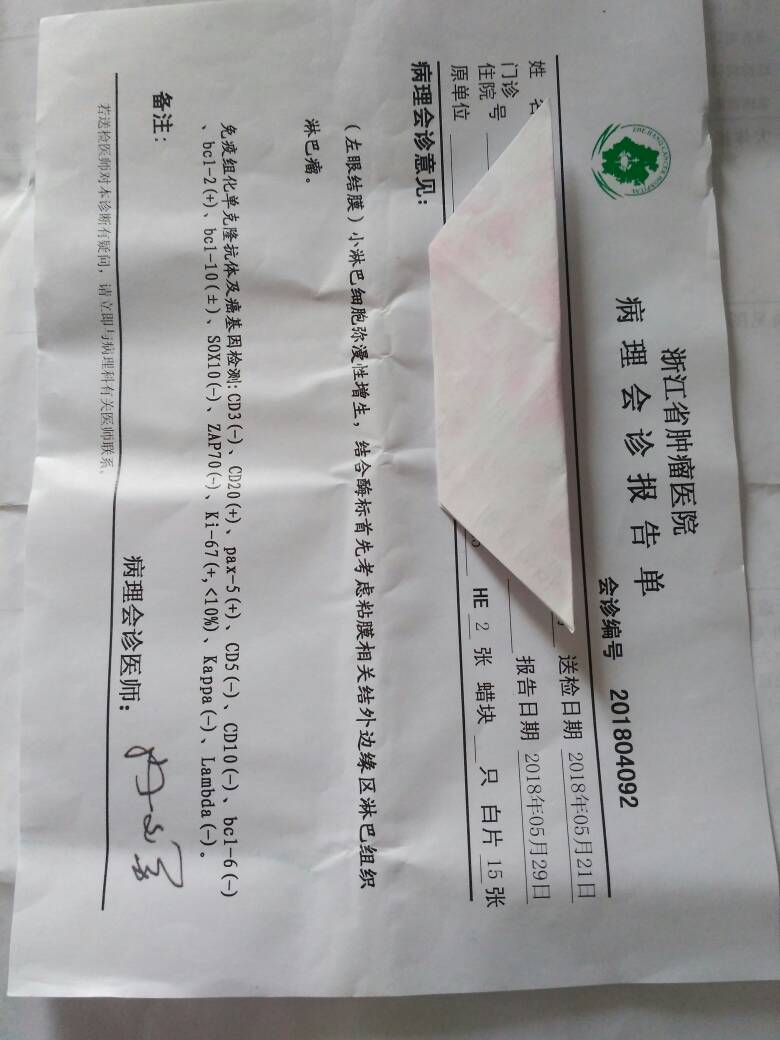 ZHEJIANG CANCER HOSPITAL
浙江省肿瘤医院
病理会诊报告单
会诊编号 201804092
姓
送检日期 2018年05月21日
门诊号
报告日期 2018年05月29日
住院
HE 2 张 蜡块 只 白片 15 张
原单位
病理会诊意见：
(左眼结膜)小淋巴细胞弥漫性增生，结合酶标首先考虑粘膜相关结外边缘区淋巴组织
淋巴瘤。
免疫组化单克隆抗体及癌基因检测:CD3(-)、CD20(+)、pax-5(+)、CD5(-)、CD10(-)、bcl-6(-)
、bcl-2(+)、bcl-10(±)、SOX10(-)、ZAP70(-)、Ki-67(+,<10%)、Kappa(-)、Lambda(-)。
备注：
病理会诊医师：
若送检医师对本诊断有疑问，请立即与病理科有关医师联系。